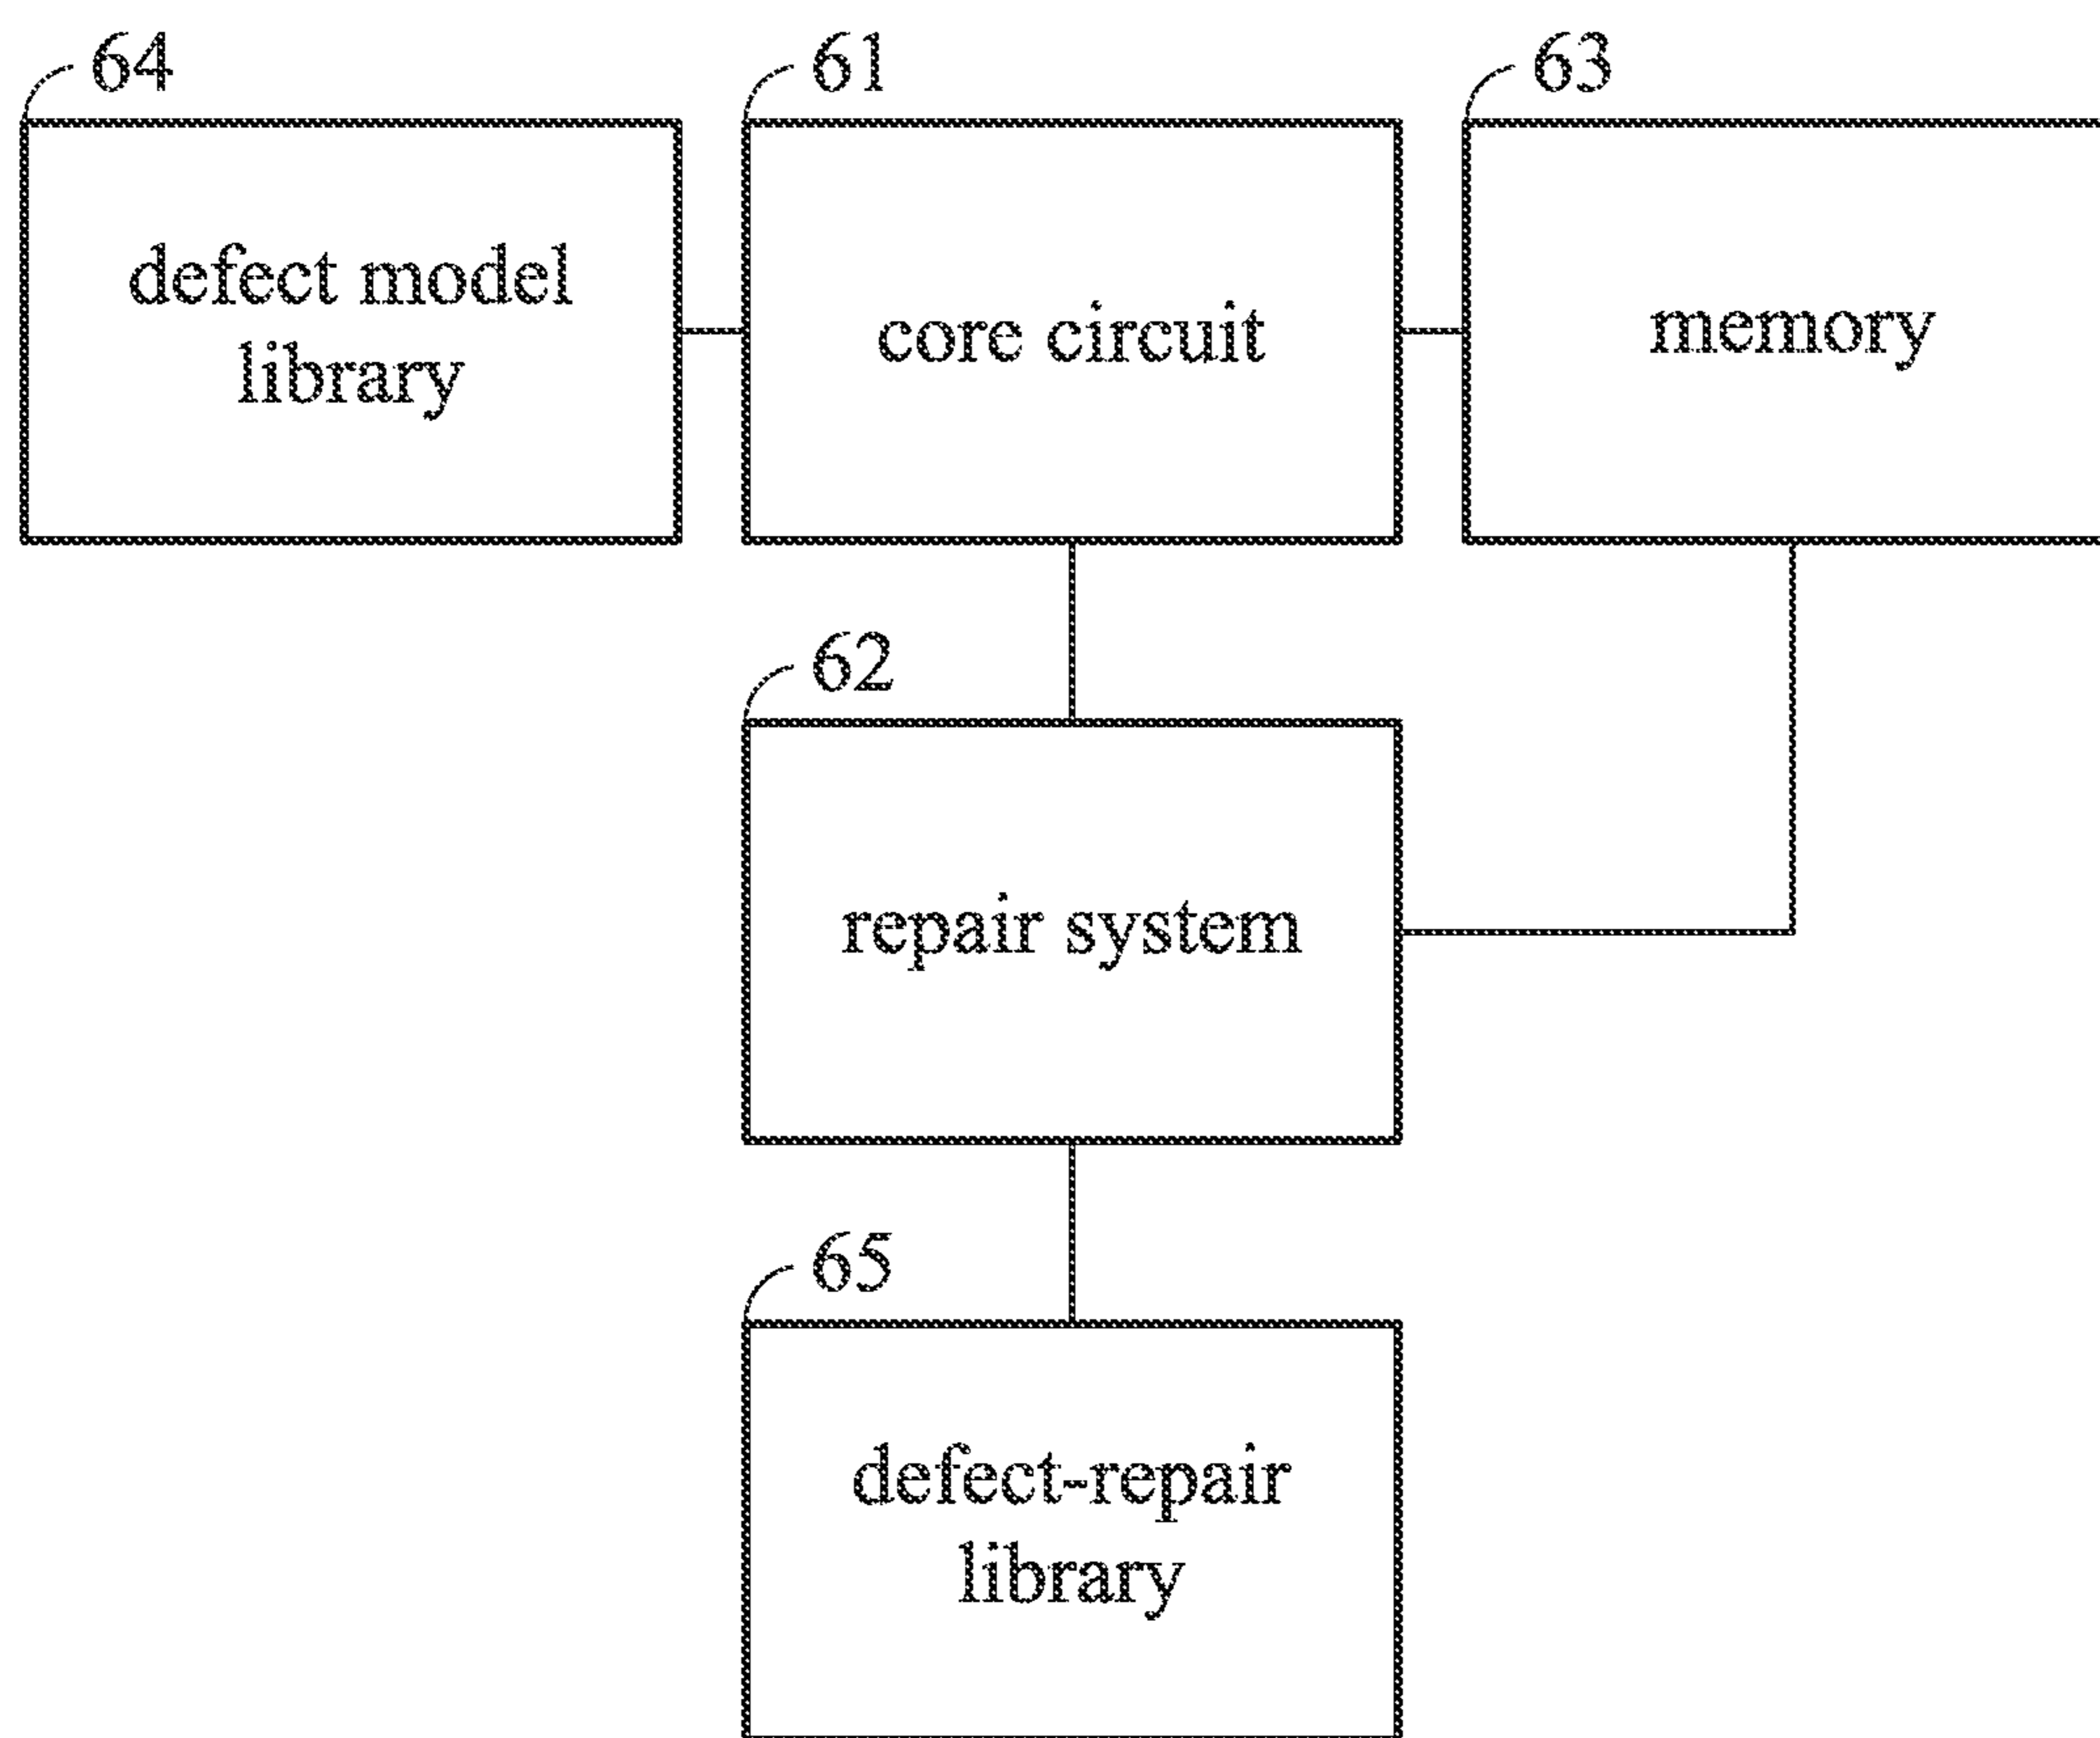 64
61
63
defect model
library
core circuit
memory
62
repair system
65
defect-repair
library